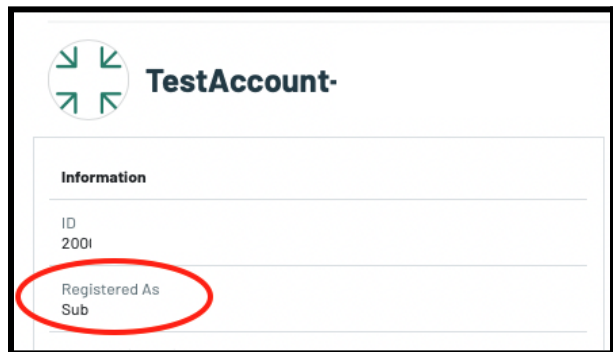 TestAccount-
Information
ID
200
Registered As
Sub